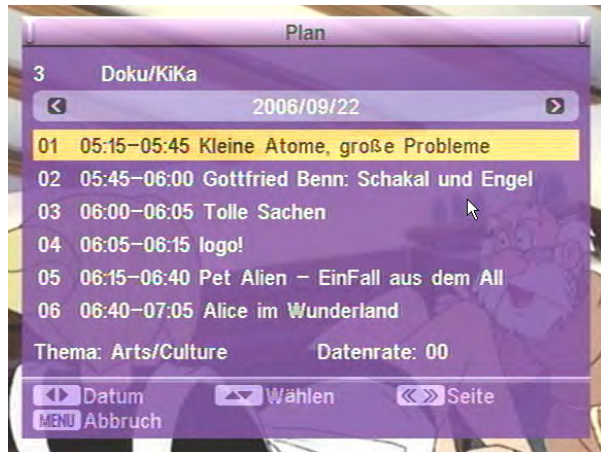 Plan
3 Doku/KiKa
2006/09/22
01 05:15-05:45 Kleine Atome, große Probleme
02 05:45-06:00 Gottfried Benn: Schakal und Engel
03 06:00-06:05 Tolle Sachen
04 06:05-06:15 logo!
05 06:15-06:40 Pet Alien - EinFall aus dem All
06 06:40-07:05 Alice im Wunderland
Thema: Arts/Culture Datenrate: 00
Datum Wählen Seite
MENU Abbruch